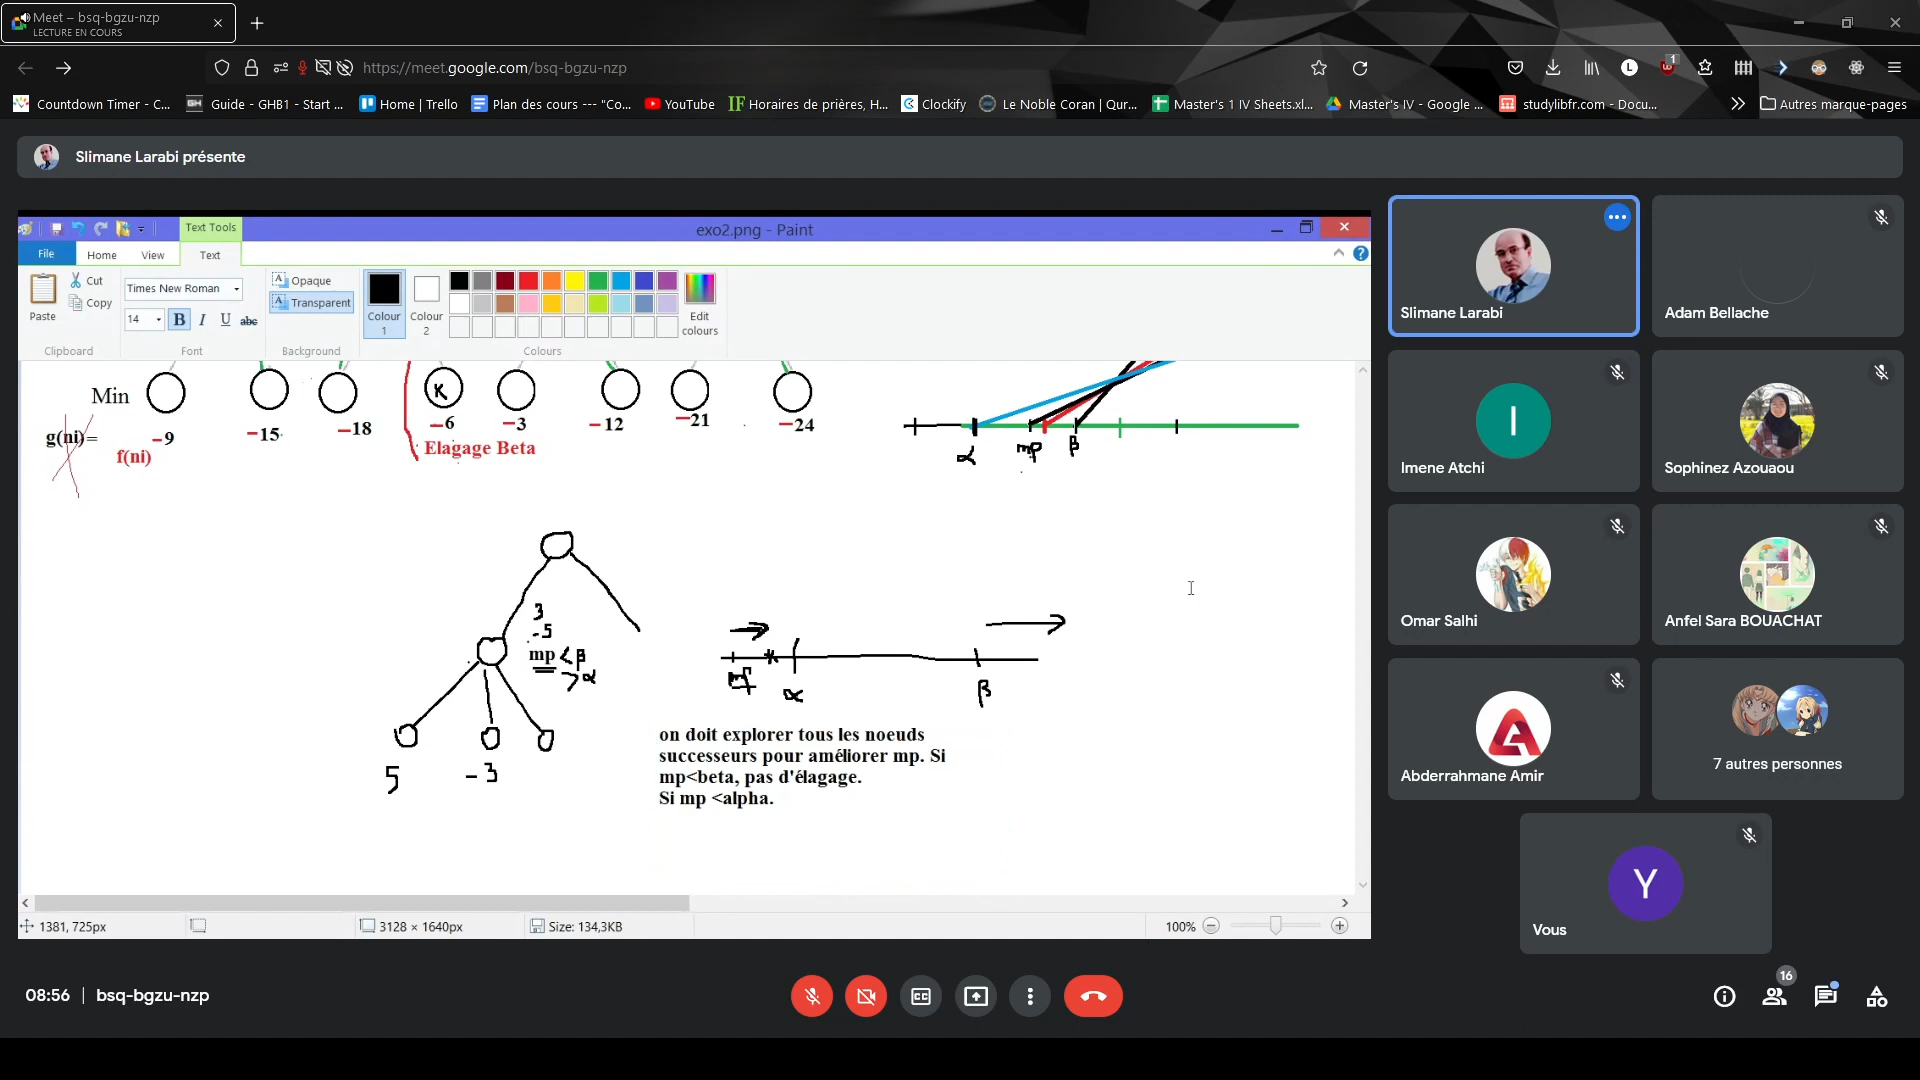 Meet – bsq-bgzu-nzp
LECTURE EN COURS
https://meet.google.com/bsq-bgzu-nzp
L
1
Countdown Timer - C...
GH Guide - GHB1 - Start ...
Home | Trello
Plan des cours --- "Co...
YouTube
IF Horaires de prières, H...
Clockify
Le Noble Coran | Qur...
Master's 1 IV Sheets.xl...
Master's IV - Google ...
studylibfr.com - Docu...
Autres marque-pages
Slimane Larabi présente
Text Tools
exo2.png - Paint
File
Home
View
Text
Paste
Cut
Copy
Clipboard
Times New Roman
14
B I U abc
Font
Opaque
Transparent
Background
Colour 1
Colour 2
Edit colours
Colours
Min
K
g(ni)=
f(ni)
-9
-15
-18
-6
-3
-12
-21
-24
Elagage Beta
α
mp
β
3
-5
mp < β
> α
mp
α
β
5
-3
on doit explorer tous les noeuds
successeurs pour améliorer mp. Si
mp<beta, pas d'élagage.
Si mp <alpha.
1381, 725px
3128 × 1640px
Size: 134,3KB
100%
Slimane Larabi
Adam Bellache
I
Imene Atchi
Sophinez Azouaou
Omar Salhi
Anfel Sara BOUACHAT
Abderrahmane Amir
7 autres personnes
Y
Vous
08:56 | bsq-bgzu-nzp
16